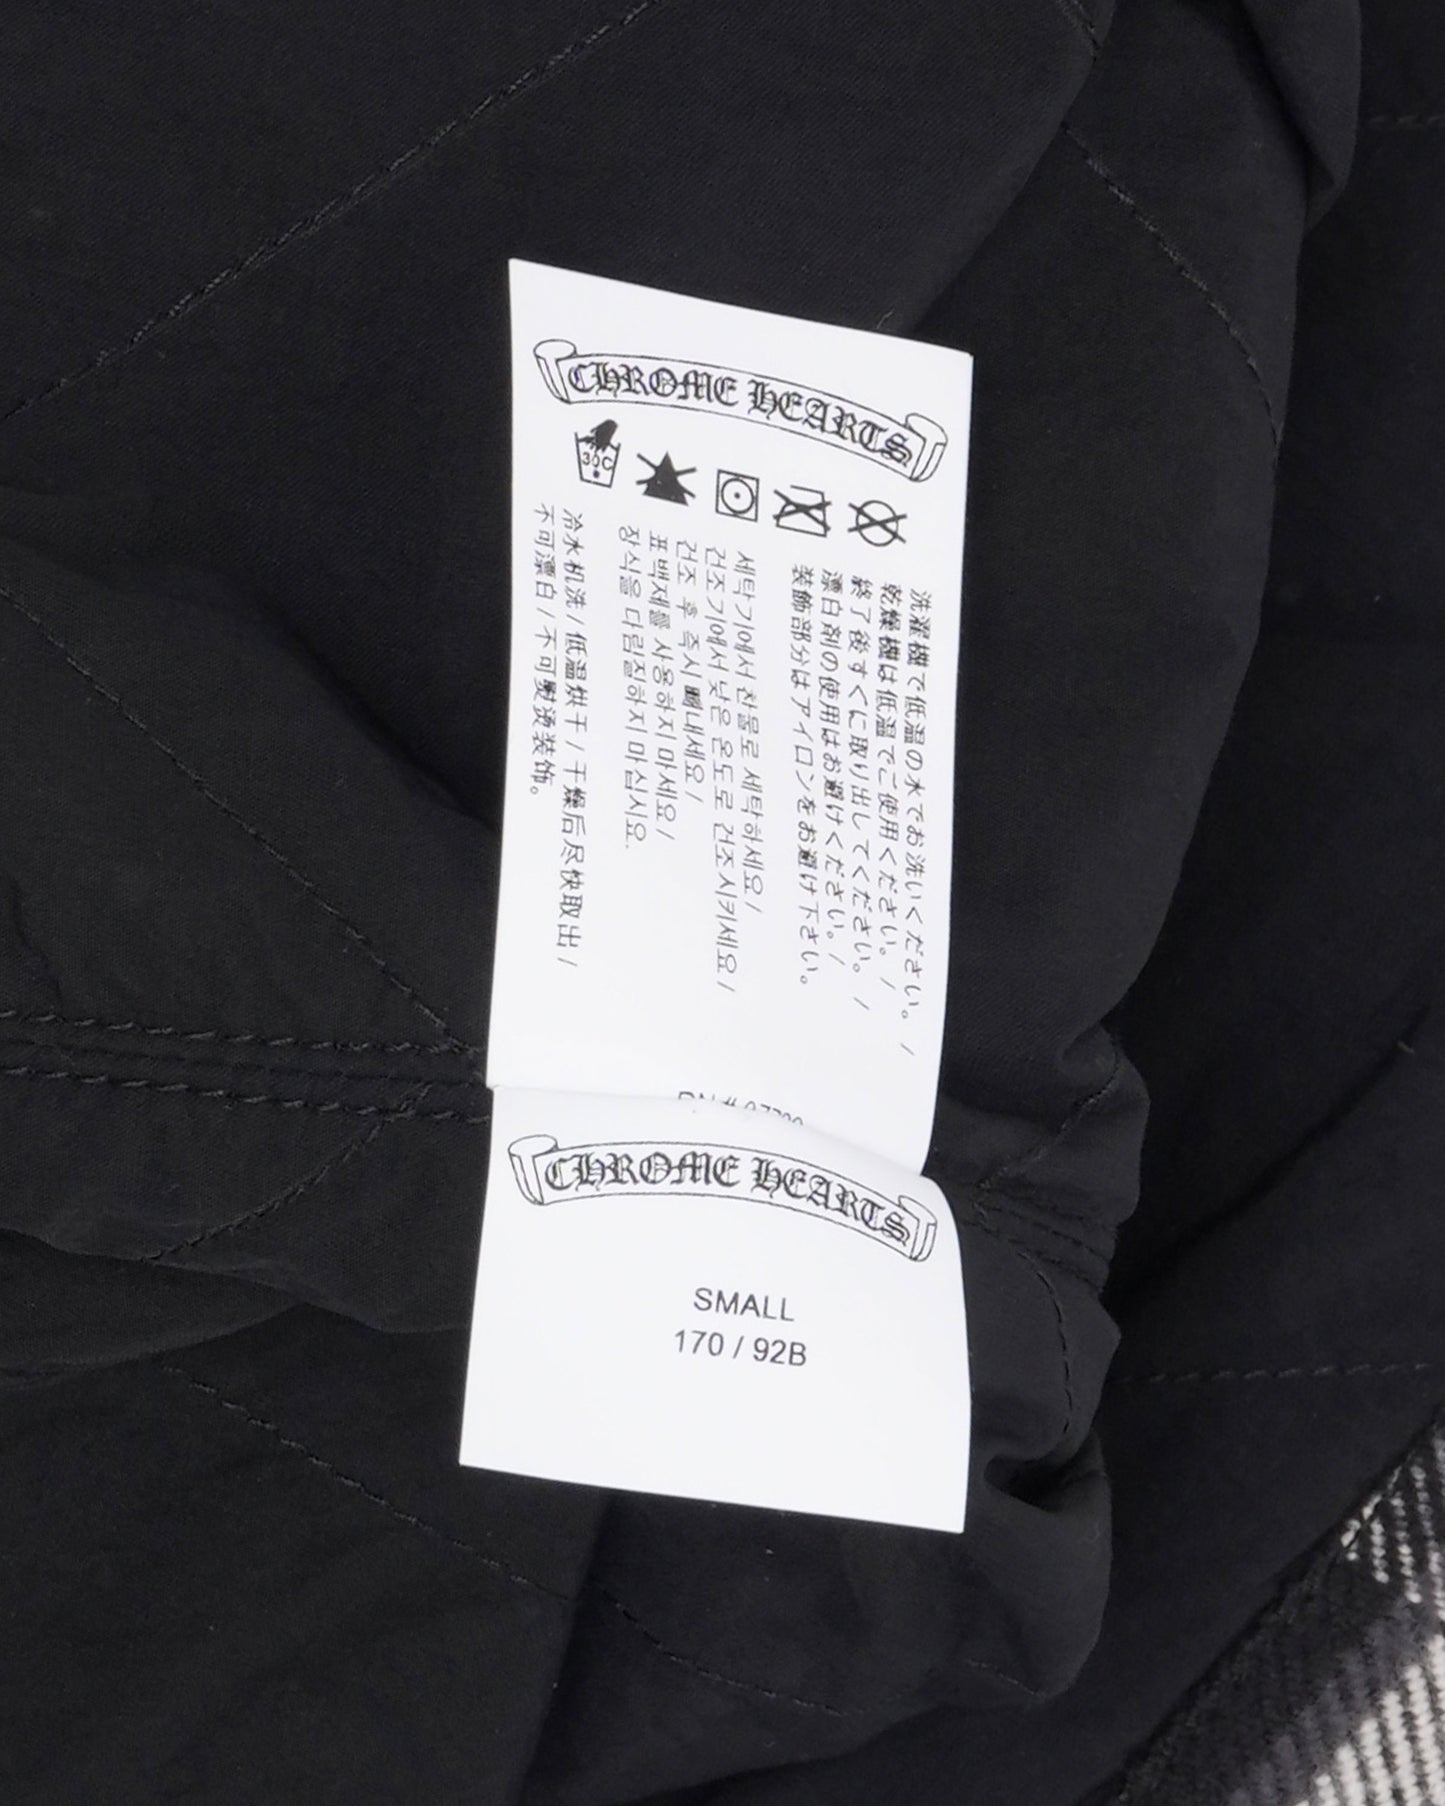 CHROME HEARTS
30C
洗濯機で低温の水でお洗いください。 /
乾燥機は低温でご使用ください。 /
終了後すぐに取り出してください。 /
漂白剤の使用はお避けください。 /
装飾部分はアイロンをお避け下さい。
세탁기에서 찬물로 세탁하세요 /
건조기에서 낮은 온도로 건조시키세요 /
건조 후 즉시 빼내세요 /
표백제를 사용하지 마세요 /
장식을 다림질하지 마십시오.
冷水机洗 / 低温烘干 / 干燥后尽快取出 /
不可漂白 / 不可熨烫装饰。
CHROME HEARTS
SMALL
170 / 92B